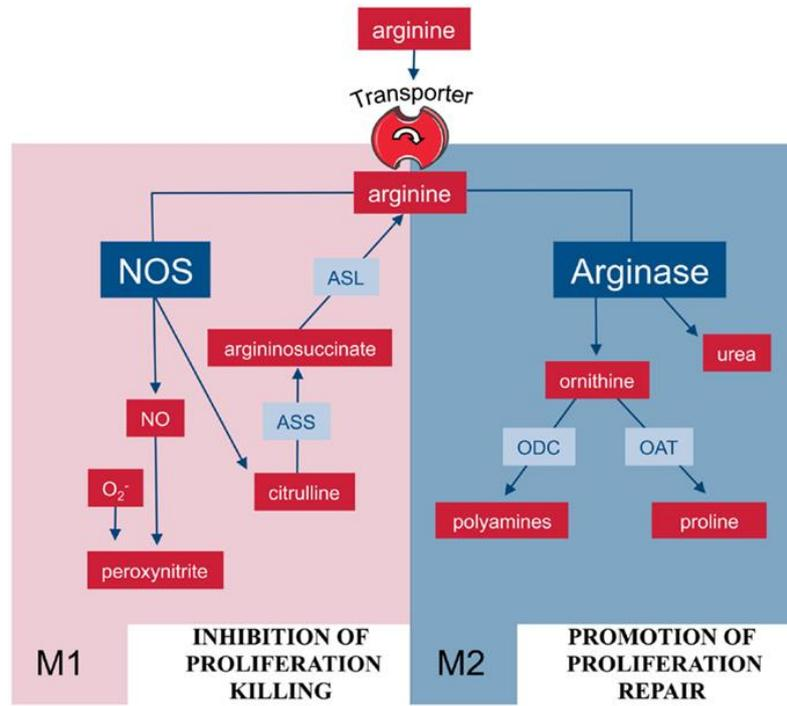 arginine
Transporter
arginine
NOS
Arginase
ASL
argininosuccinate
urea
ornithine
NO
ASS
ODC
OAT
O₂⁻
citrulline
polyamines
proline
peroxynitrite
M1
INHIBITION OF
PROLIFERATION
KILLING
M2
PROMOTION OF
PROLIFERATION
REPAIR